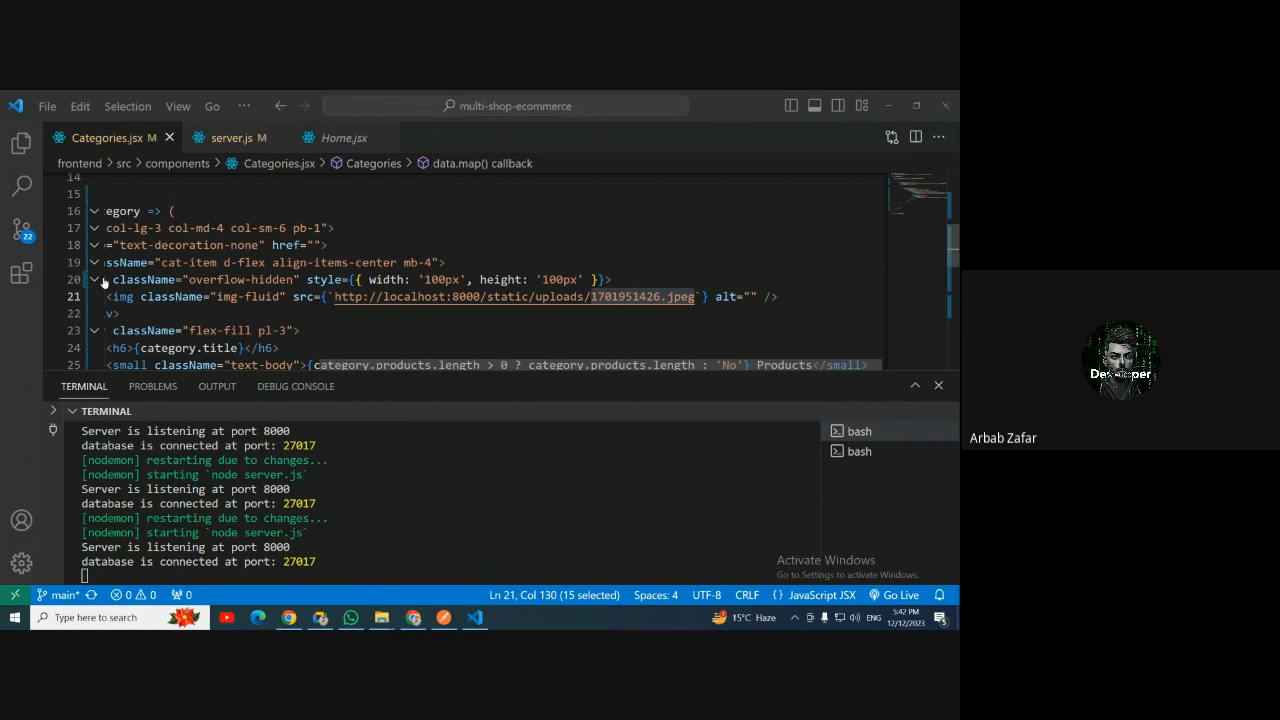 File Edit Selection View Go ··· multi-shop-ecommerce
Categories.jsx M server.js M Home.jsx
frontend > src > components > Categories.jsx > Categories > data.map() callback
14
15
16 egory => (
17 col-lg-3 col-md-4 col-sm-6 pb-1">
18 ="text-decoration-none" href="">
19 ssName="cat-item d-flex align-items-center mb-4">
20 className="overflow-hidden" style={{ width: '100px', height: '100px' }}>
21 <img className="img-fluid" src={`http://localhost:8000/static/uploads/1701951426.jpeg`} alt="" />
22 v>
23 className="flex-fill pl-3">
24 <h6>{category.title}</h6>
25 <small className="text-body">{category.products.length > 0 ? category.products.length : 'No'} Products</small>
TERMINAL PROBLEMS OUTPUT DEBUG CONSOLE
TERMINAL
Server is listening at port 8000
database is connected at port: 27017
[nodemon] restarting due to changes...
[nodemon] starting `node server.js`
Server is listening at port 8000
database is connected at port: 27017
[nodemon] restarting due to changes...
[nodemon] starting `node server.js`
Server is listening at port 8000
database is connected at port: 27017
bash
bash
22
Developer
Arbab Zafar
Activate Windows
Go to Settings to activate Windows.
main* 0 0 0 Ln 21, Col 130 (15 selected) Spaces: 4 UTF-8 CRLF { } JavaScript JSX Go Live
Type here to search 15°C Haze ENG 5:42 PM
12/12/2023